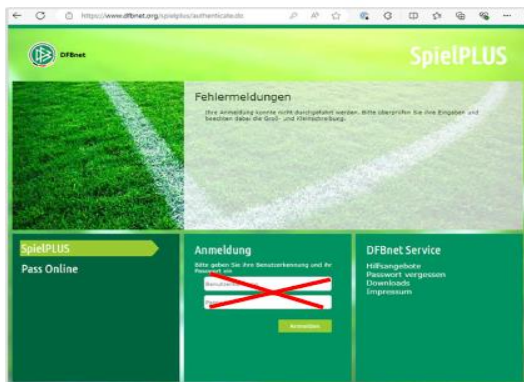 https://www.dfbnet.org/spielplus/authenticate.do
DFBnet
SpielPLUS
Fehlermeldungen
Ihre Anmeldung konnte nicht durchgeführt werden. Bitte überprüfen Sie ihre Eingaben und
beachten dabei die Groß- und Kleinschreibung.
SpielPLUS
Pass Online
Anmeldung
Bitte geben Sie ihre Benutzerkennung und ihr
Passwort ein
Anmelden
DFBnet Service
Hilfsangebote
Passwort vergessen
Downloads
Impressum